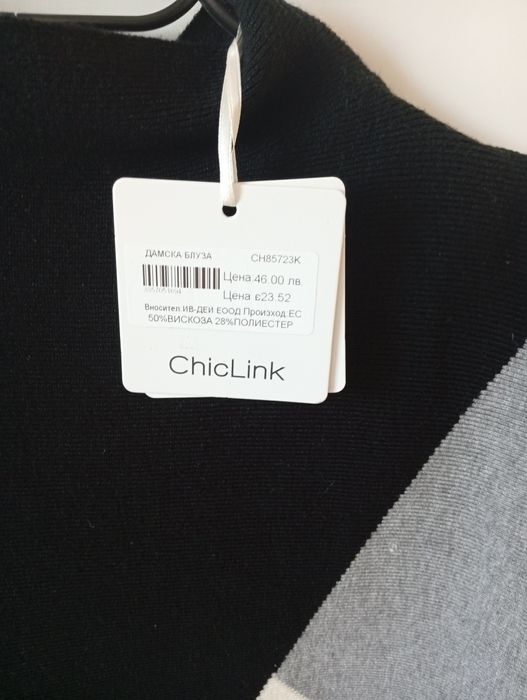 ДАМСКА БЛУЗА CH85723K
Цена:46.00 лв.
Цена €23.52
Вносител ИВ-ДЕЙ ЕООД Произход ЕС
50%ВИСКОЗА 28%ПОЛИЕСТЕР
ChicLink